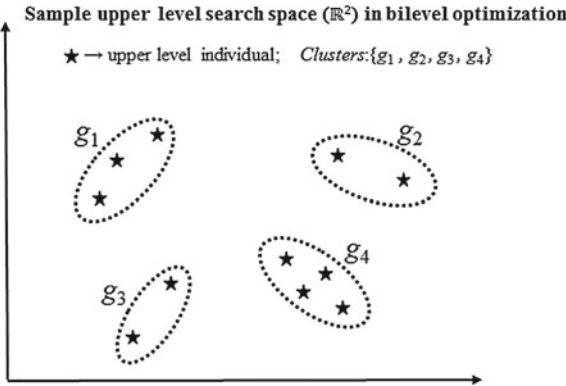 Sample upper level search space (ℝ²) in bilevel optimization
★ → upper level individual; Clusters:{g₁ , g₂, g₃, g₄}
g₁
g₂
g₃
g₄